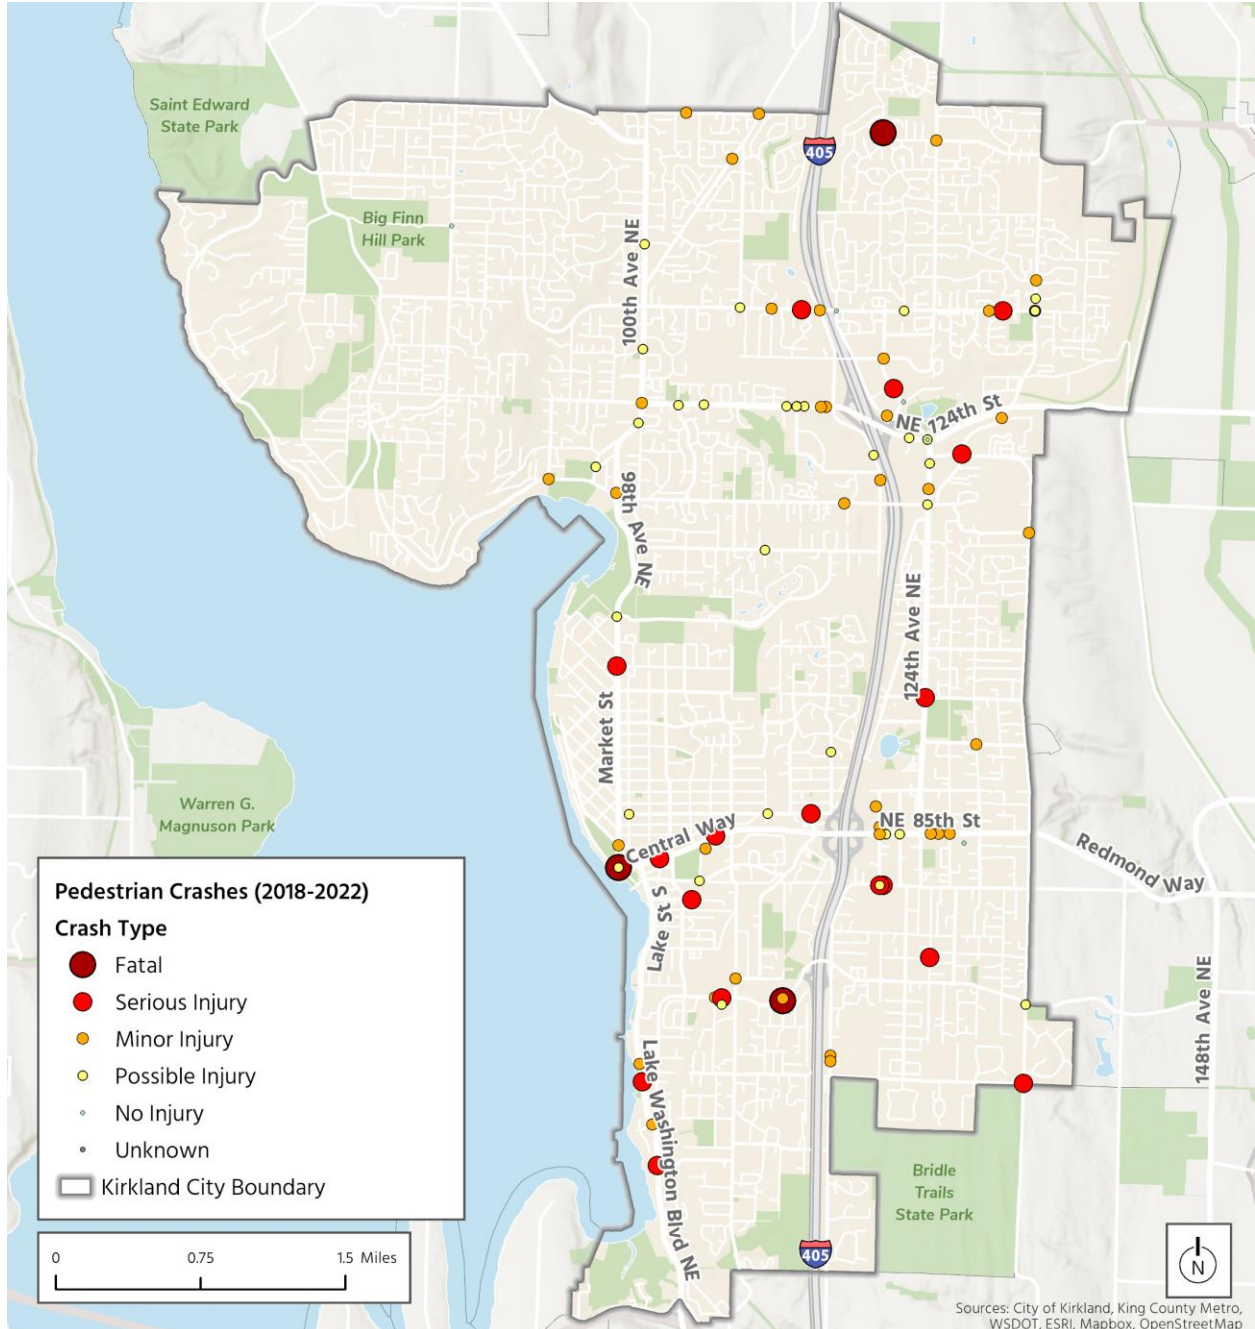 Saint Edward
State Park
405
Big Finn
Hill Park
100th Ave NE
NE 124th St
98th Ave NE
124th Ave NE
Market St
Warren G.
Magnuson Park
Central Way
NE 85th St
Redmond Way
Lake St S
148th Ave NE
Lake Washington Blvd NE
Bridle
Trails
State Park
405
Pedestrian Crashes (2018-2022)
Crash Type
Fatal
Serious Injury
Minor Injury
Possible Injury
No Injury
Unknown
Kirkland City Boundary
0 0.75 1.5 Miles
N
Sources: City of Kirkland, King County Metro,
WSDOT, ESRI, Mapbox, OpenStreetMap